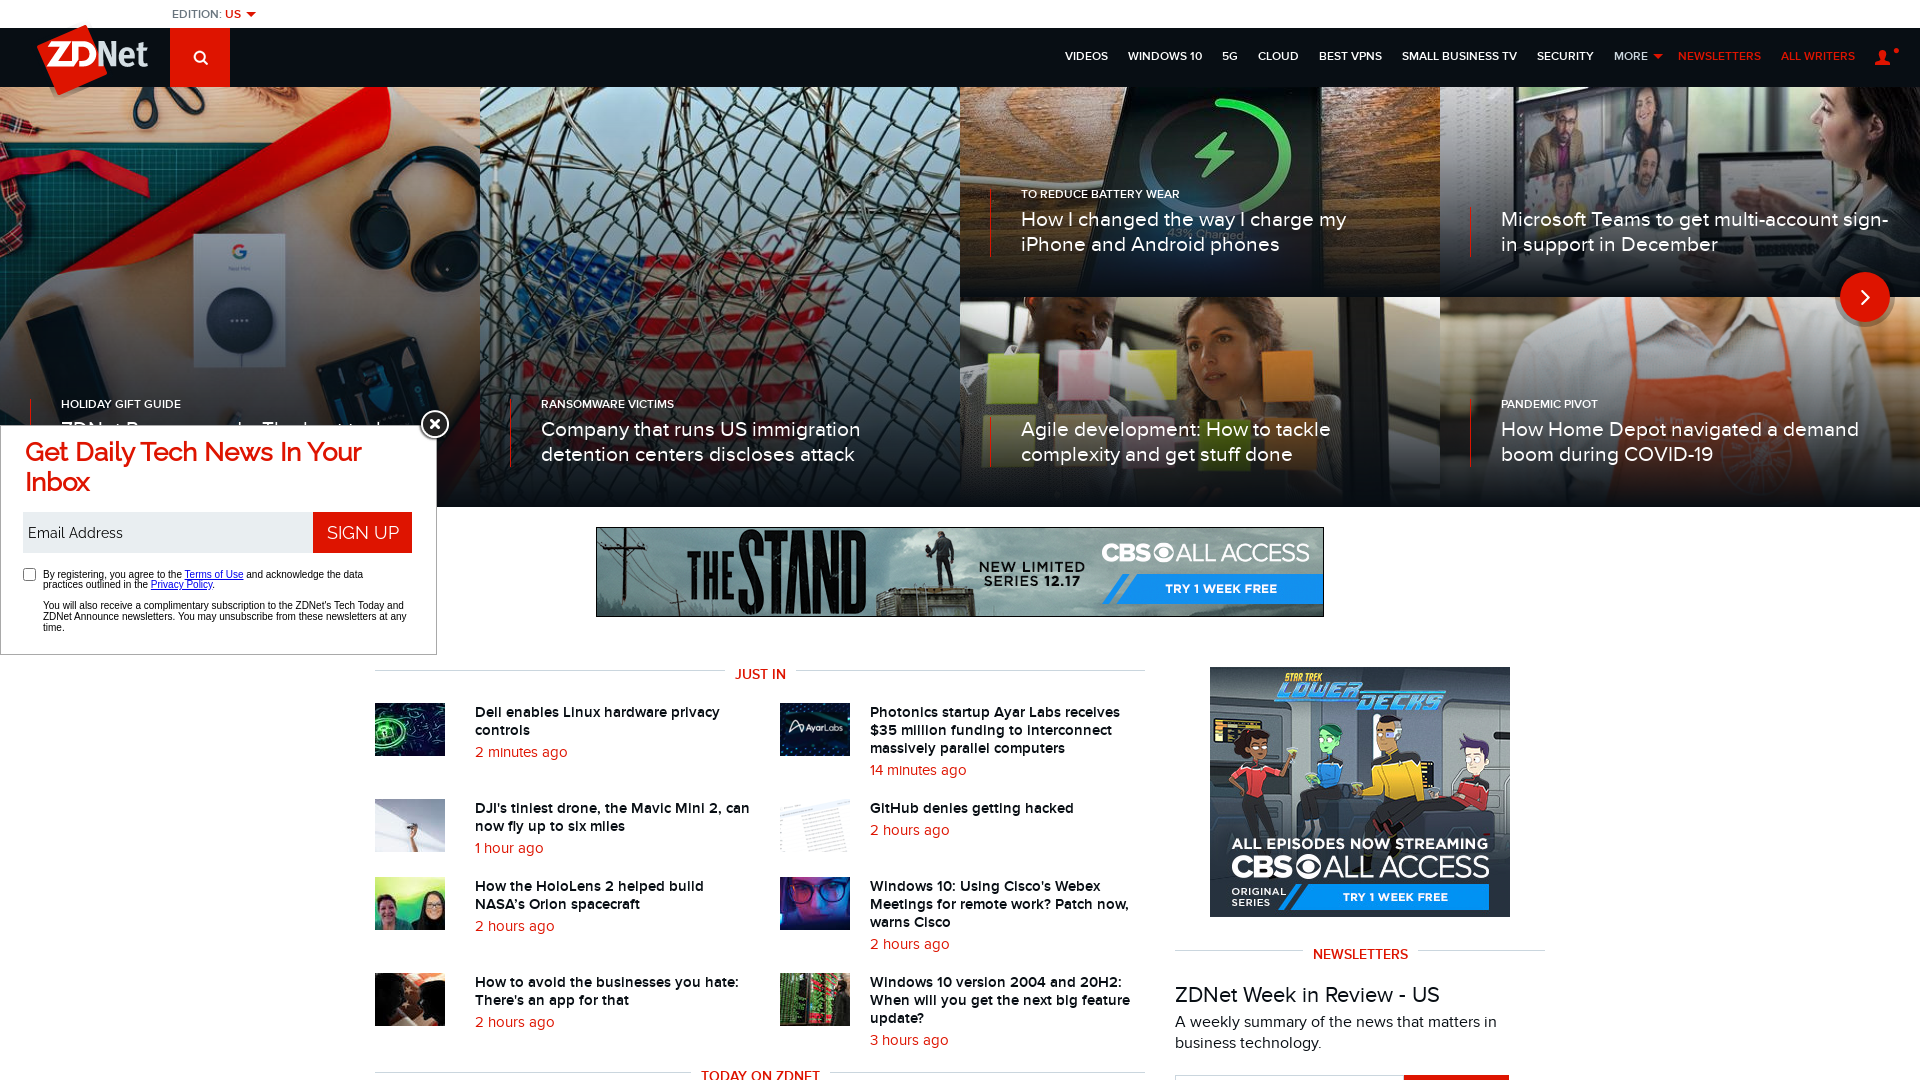 EDITION: US
ZDNet
VIDEOS
WINDOWS 10
5G
CLOUD
BEST VPNS
SMALL BUSINESS TV
SECURITY
MORE
NEWSLETTERS
ALL WRITERS
HOLIDAY GIFT GUIDE
RANSOMWARE VICTIMS
Company that runs US immigration
detention centers discloses attack
TO REDUCE BATTERY WEAR
How I changed the way I charge my
iPhone and Android phones
43% Charged
Microsoft Teams to get multi-account sign-
in support in December
Agile development: How to tackle
complexity and get stuff done
PANDEMIC PIVOT
How Home Depot navigated a demand
boom during COVID-19
Get Daily Tech News In Your
Inbox
Email Address
SIGN UP
By registering, you agree to the Terms of Use and acknowledge the data
practices outlined in the Privacy Policy.
You will also receive a complimentary subscription to the ZDNet's Tech Today and
ZDNet Announce newsletters. You may unsubscribe from these newsletters at any
time.
THE STAND
NEW LIMITED
SERIES 12.17
CBS ALL ACCESS
TRY 1 WEEK FREE
JUST IN
Dell enables Linux hardware privacy
controls
2 minutes ago
AyarLabs
Photonics startup Ayar Labs receives
$35 million funding to interconnect
massively parallel computers
14 minutes ago
DJI's tiniest drone, the Mavic Mini 2, can
now fly up to six miles
1 hour ago
GitHub denies getting hacked
2 hours ago
How the HoloLens 2 helped build
NASA’s Orion spacecraft
2 hours ago
Windows 10: Using Cisco's Webex
Meetings for remote work? Patch now,
warns Cisco
2 hours ago
How to avoid the businesses you hate:
There's an app for that
2 hours ago
Windows 10 version 2004 and 20H2:
When will you get the next big feature
update?
3 hours ago
TODAY ON ZDNET
STAR TREK
LOWER DECKS
ALL EPISODES NOW STREAMING
CBS ALL ACCESS
ORIGINAL
SERIES
TRY 1 WEEK FREE
NEWSLETTERS
ZDNet Week in Review - US
A weekly summary of the news that matters in
business technology.